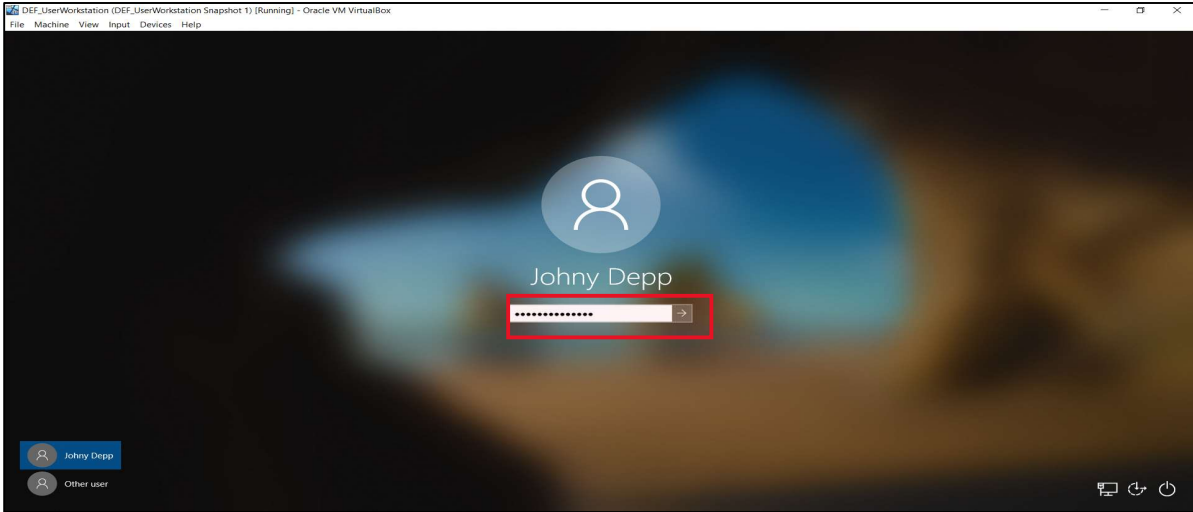 DEF_UserWorkstation (DEF_UserWorkstation Snapshot 1) [Running] - Oracle VM VirtualBox
File Machine View Input Devices Help
Johny Depp
••••••••••••••
Johny Depp
Other user